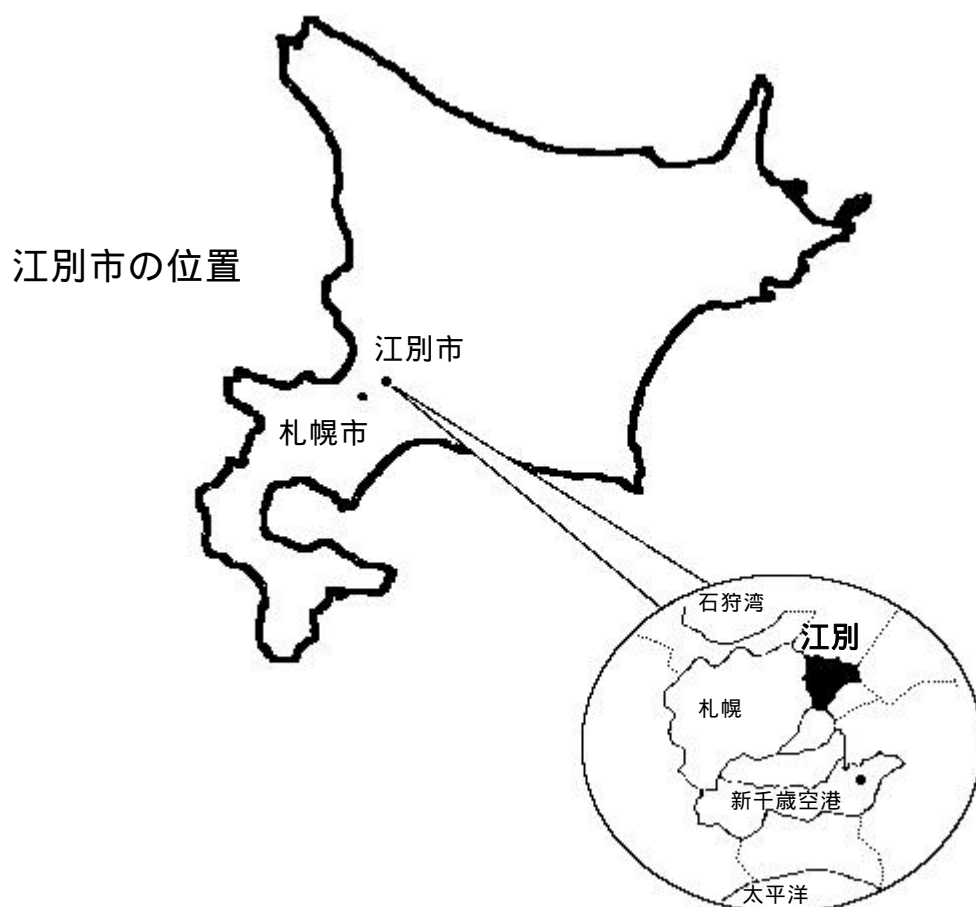 江別市の位置
江別市
札幌市
石狩湾
江別
札幌
新千歳空港
太平洋